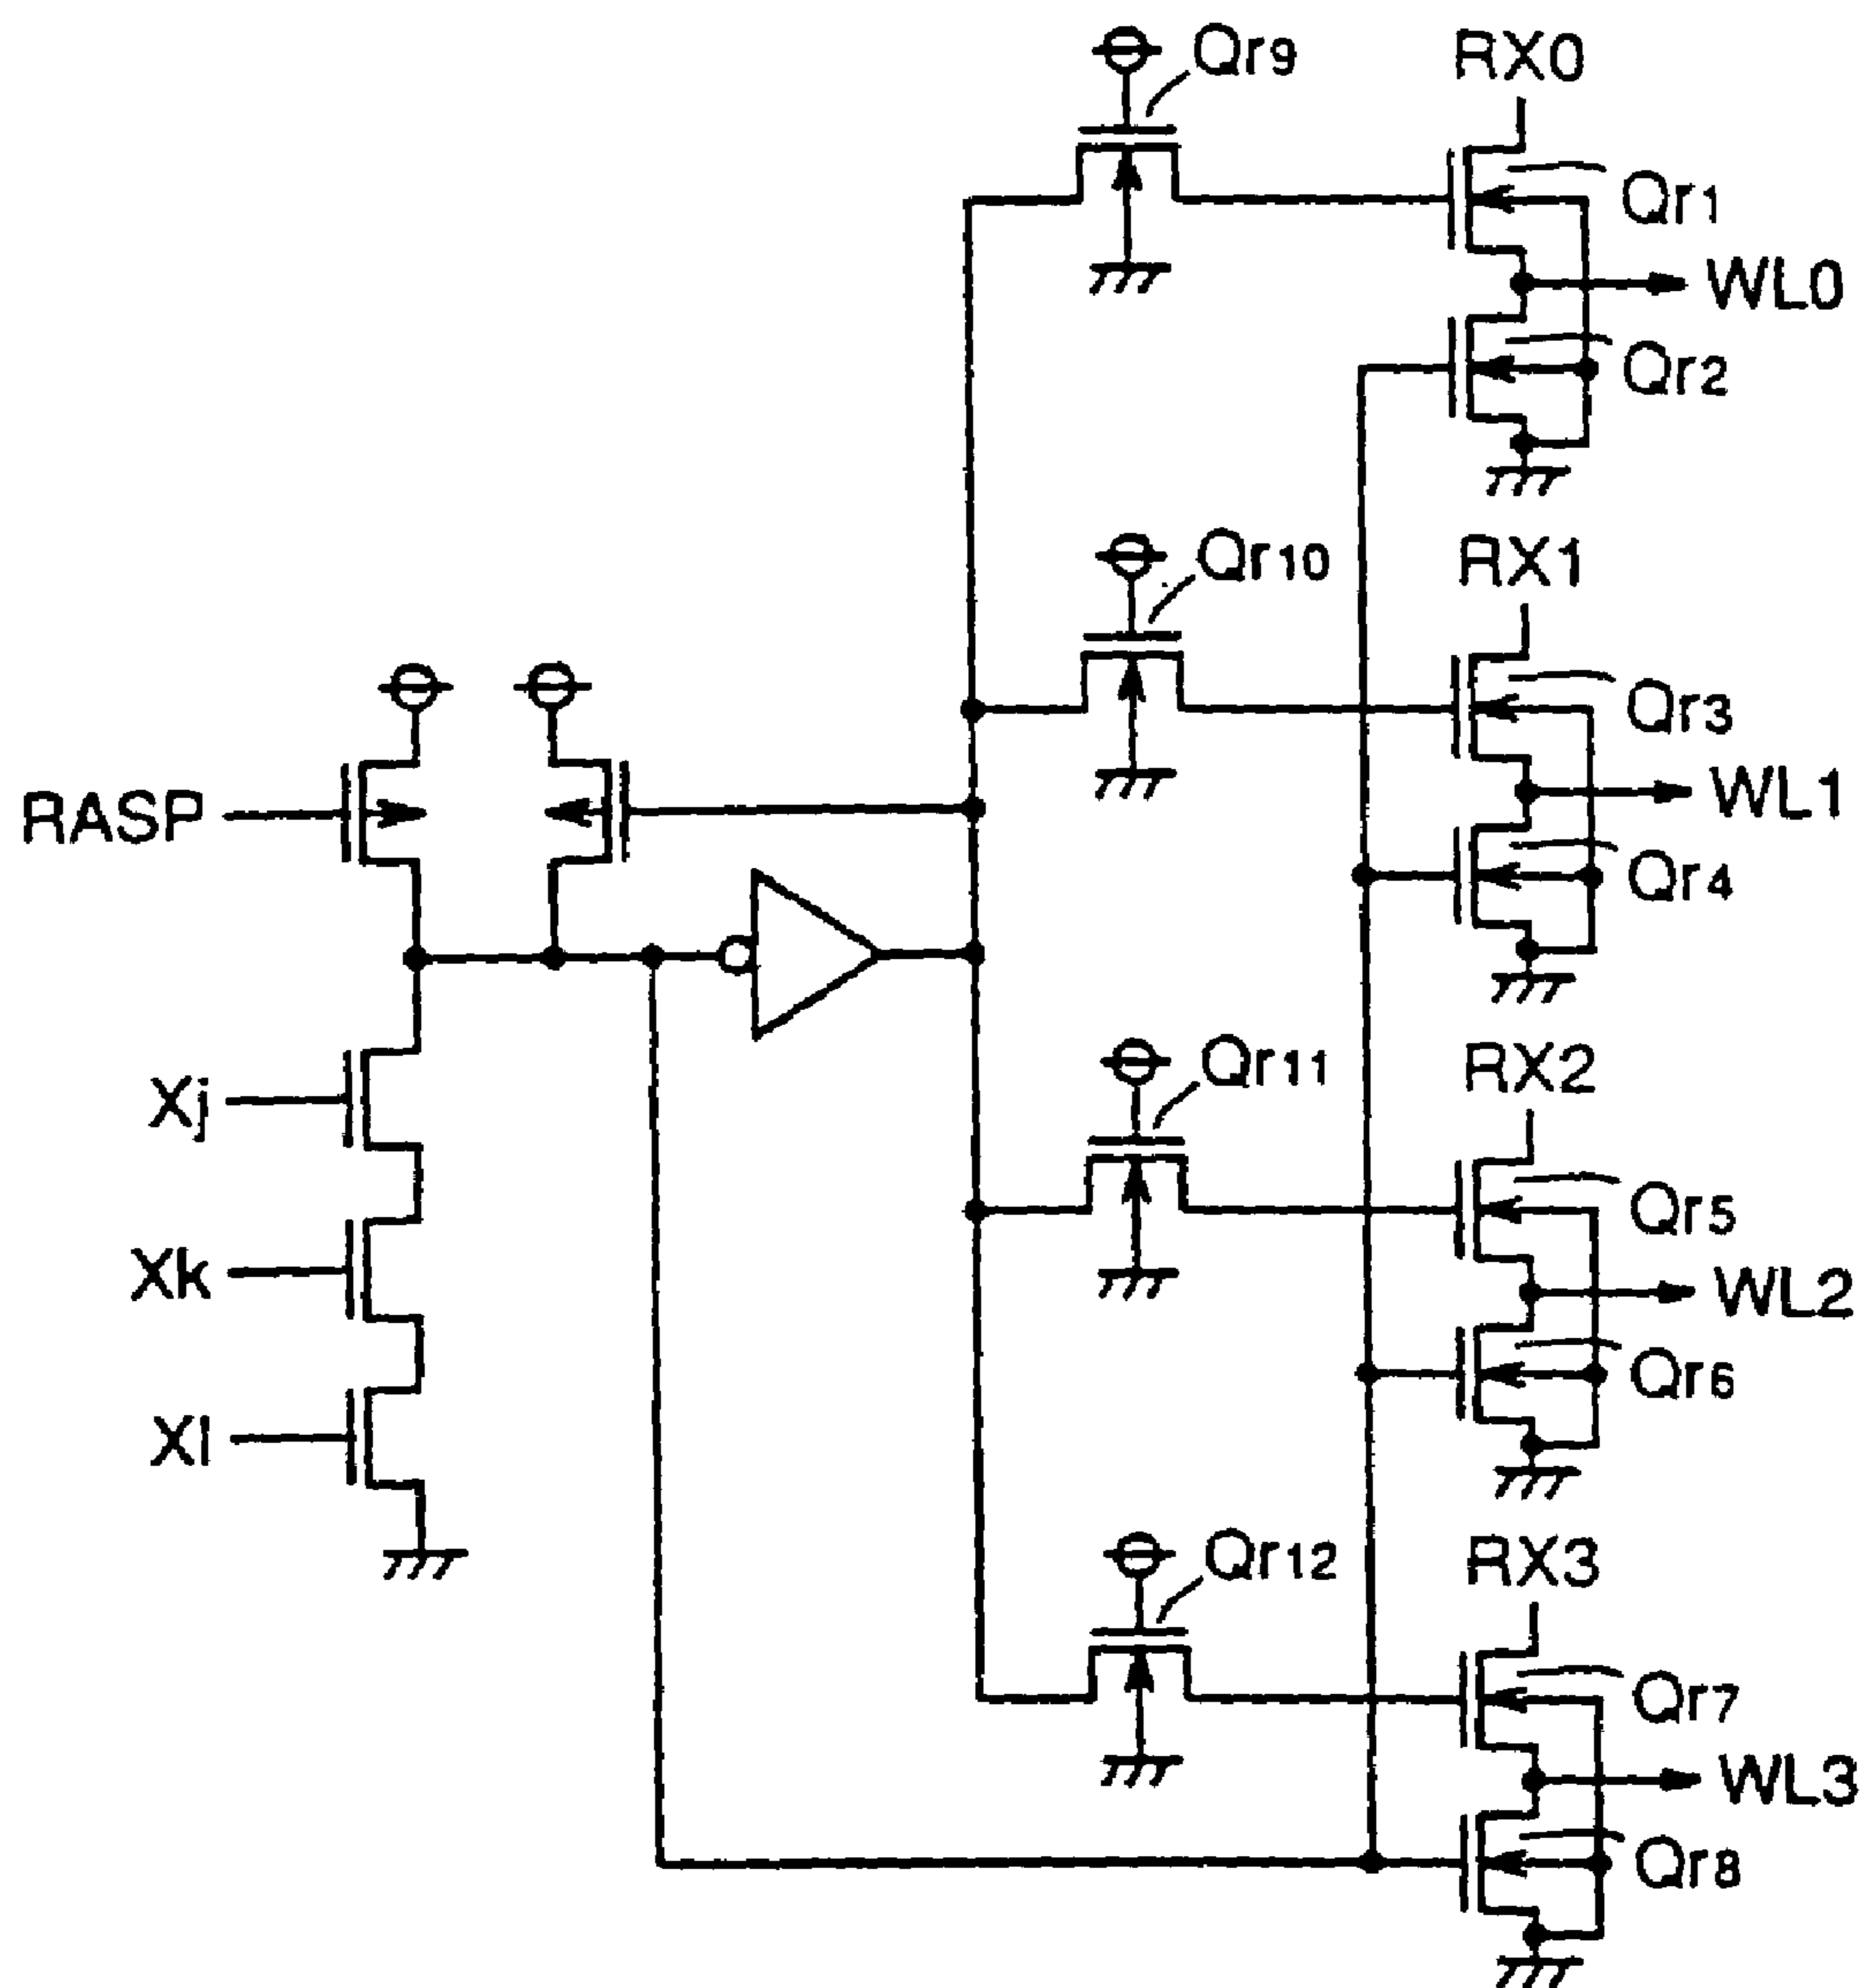 Qr9
RX0
Qr1
WL0
Qr2
Qr10
RX1
Qr3
RASP
WL1
Qr4
Qr11
RX2
Xj
Qr5
Xk
WL2
Qr6
Xl
Qr12
RX3
Qr7
WL3
Qr8